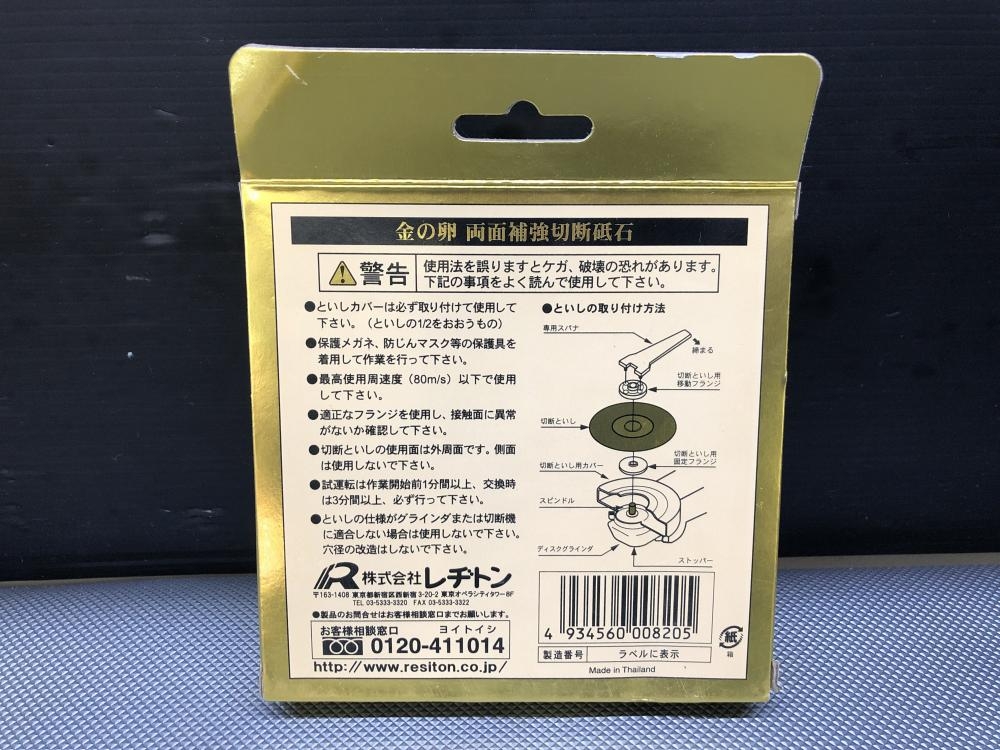 金の卵 両面補強切断砥石
警告
使用法を誤りますとケガ、破壊の恐れがあります。
下記の事項をよく読んで使用して下さい。
●といしカバーは必ず取り付けて使用して
下さい。（といしの1/2をおおうもの）
●保護メガネ、防じんマスク等の保護具を
着用して作業を行って下さい。
●最高使用周速度（80m/s）以下で使用
して下さい。
●適正なフランジを使用し、接触面に異常
がないか確認して下さい。
●切断といしの使用面は外周面です。側面
は使用しないで下さい。
●試運転は作業開始前1分間以上、交換時
は3分間以上、必ず行って下さい。
●といしの仕様がグラインダまたは切断機
に適合しない場合は使用しないで下さい。
穴径の改造はしないで下さい。
R 株式会社レヂトン
〒163-1408 東京都新宿区西新宿3-20-2 東京オペラシティタワー8F
TEL 03-5333-3320 FAX 03-5333-3322
●製品のお問合せはお客様相談窓口までお願いします。
お客様相談窓口 ヨイトイシ
0120-411014
http://www.resiton.co.jp/
●といしの取り付け方法
専用スパナ
締まる
切断といし用
移動フランジ
切断といし
切断といし用
固定フランジ
切断といし用カバー
スピンドル
ディスクグラインダ
ストッパー
4 934560 008205
製造番号 ラベルに表示
Made in Thailand
紙
箱